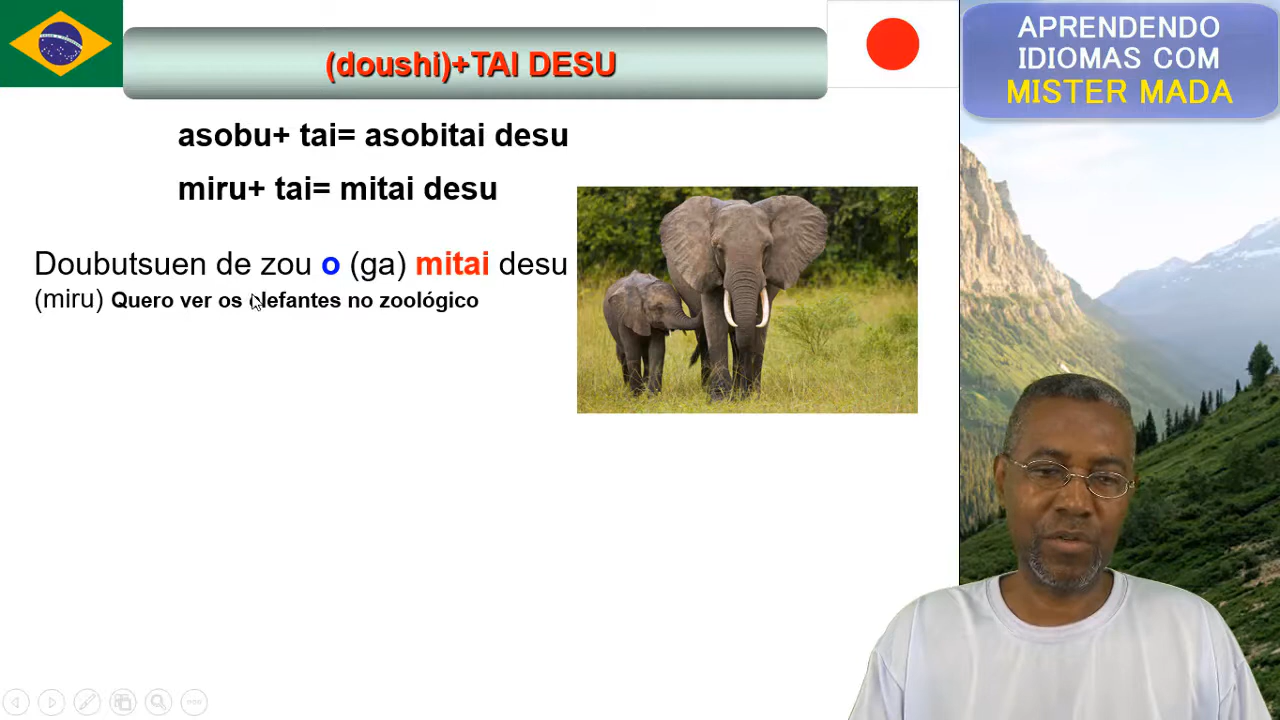 (doushi)+TAI DESU
APRENDENDO
IDIOMAS COM
MISTER MADA
asobu+ tai= asobitai desu
miru+ tai= mitai desu
Doubutsuen de zou o (ga) mitai desu
(miru) Quero ver os elefantes no zoológico